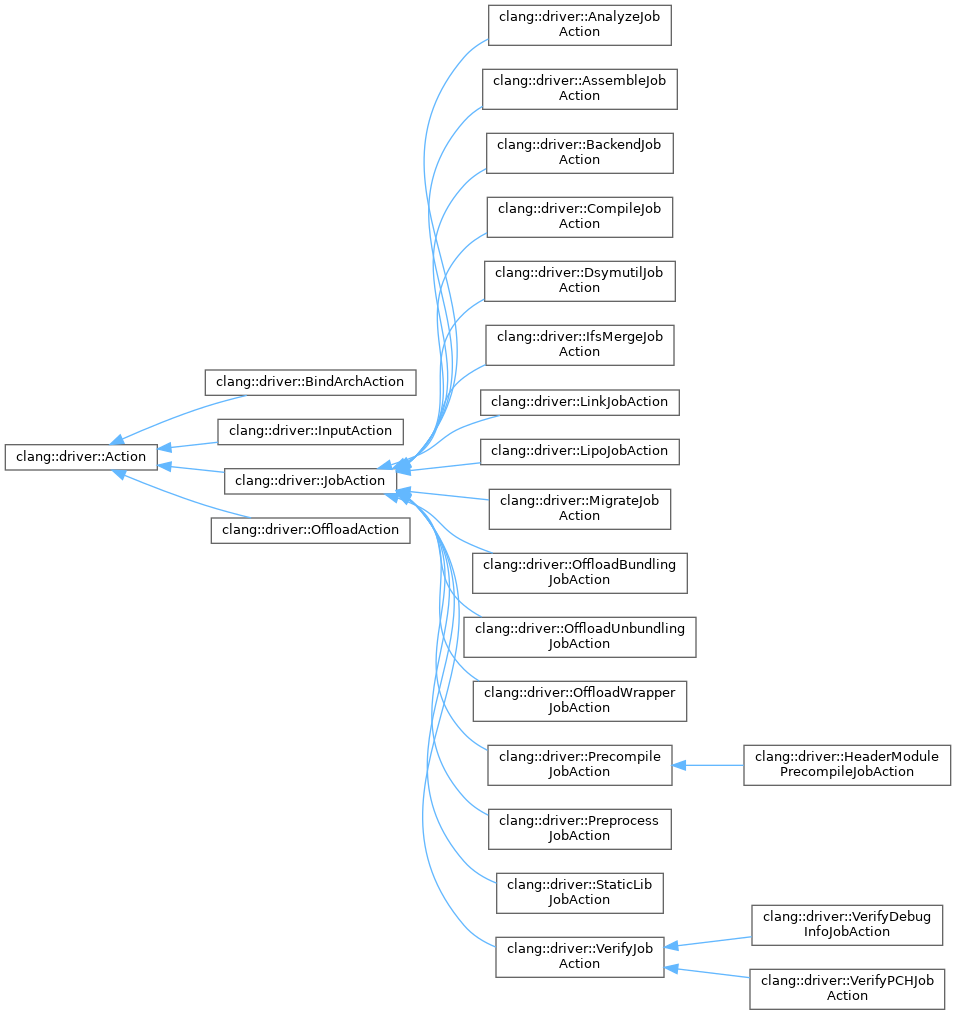 clang::driver::Action
clang::driver::BindArchAction
clang::driver::InputAction
clang::driver::JobAction
clang::driver::OffloadAction
clang::driver::AnalyzeJob
Action
clang::driver::AssembleJob
Action
clang::driver::BackendJob
Action
clang::driver::CompileJob
Action
clang::driver::DsymutilJob
Action
clang::driver::IfsMergeJob
Action
clang::driver::LinkJobAction
clang::driver::LipoJobAction
clang::driver::MigrateJob
Action
clang::driver::OffloadBundling
JobAction
clang::driver::OffloadUnbundling
JobAction
clang::driver::OffloadWrapper
JobAction
clang::driver::Precompile
JobAction
clang::driver::HeaderModule
PrecompileJobAction
clang::driver::Preprocess
JobAction
clang::driver::StaticLib
JobAction
clang::driver::VerifyJob
Action
clang::driver::VerifyDebug
InfoJobAction
clang::driver::VerifyPCHJob
Action